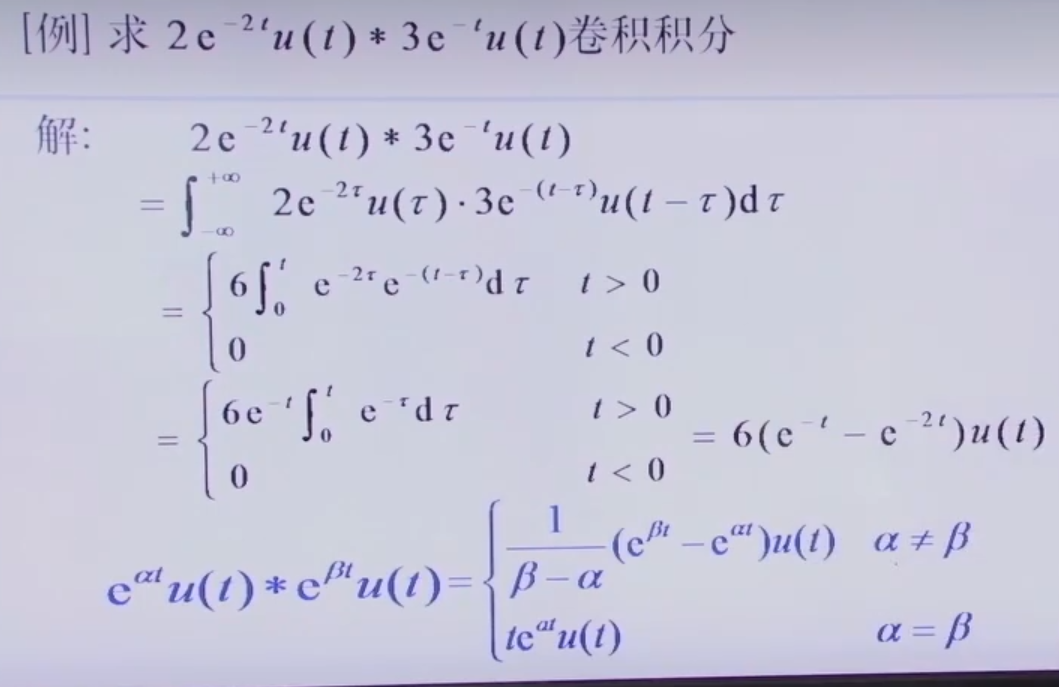 [例] 求 2e^{-2t}u(t) * 3e^{-t}u(t)卷积积分
解: 2e^{-2t}u(t) * 3e^{-t}u(t)
= ∫_{-∞}^{+∞} 2e^{-2τ}u(τ)·3e^{-(t-τ)}u(t-τ)dτ
= { 6∫_0^t e^{-2τ}e^{-(t-τ)}dτ t > 0
0 t < 0
= { 6e^{-t}∫_0^t e^{-τ}dτ t > 0
0 t < 0 = 6(e^{-t} - e^{-2t})u(t)
e^{αt}u(t) * e^{βt}u(t) = { \frac{1}{β-α}(e^{βt} - e^{αt})u(t) α ≠ β
te^{αt}u(t) α = β